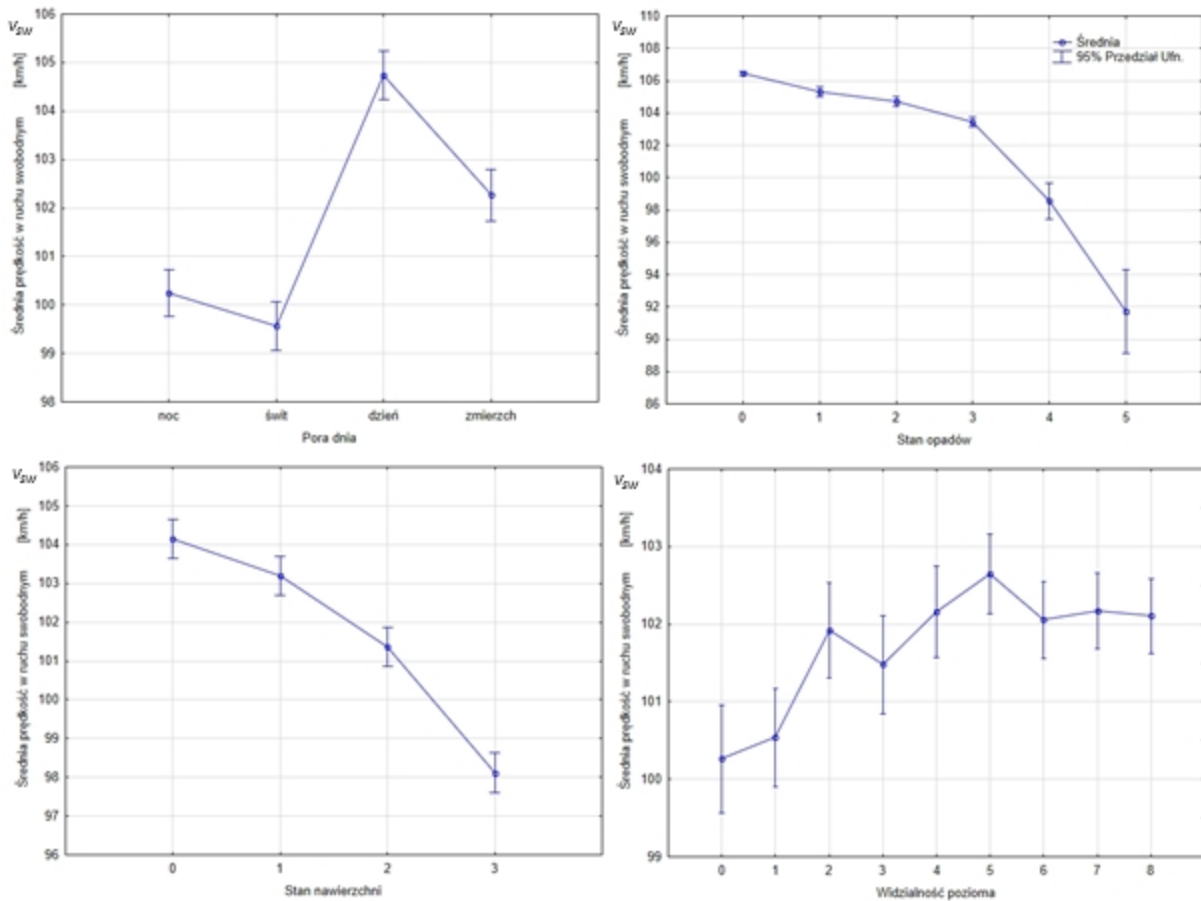 V_SW
Średnia prędkość w ruchu swobodnym [km/h]
106
105
104
103
102
101
100
99
98
noc świt dzień zmierzch
Pora dnia
V_SW
Średnia prędkość w ruchu swobodnym [km/h]
110
108
106
104
102
100
98
96
94
92
90
88
86
Średnia
95% Przedział Ufn.
0 1 2 3 4 5
Stan opadów
V_SW
Średnia prędkość w ruchu swobodnym [km/h]
106
105
104
103
102
101
100
99
98
97
96
0 1 2 3
Stan nawierzchni
V_SW
Średnia prędkość w ruchu swobodnym [km/h]
104
103
102
101
100
99
0 1 2 3 4 5 6 7 8
Widzialność pozioma